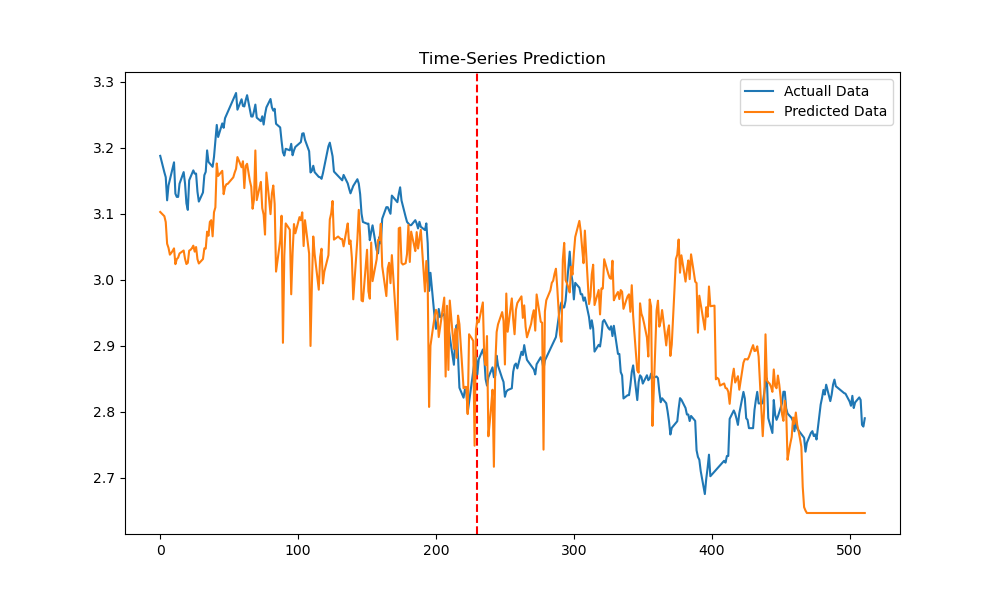 Time-Series Prediction
Actuall Data
Predicted Data
3.3
3.2
3.1
3.0
2.9
2.8
2.7
0 100 200 300 400 500